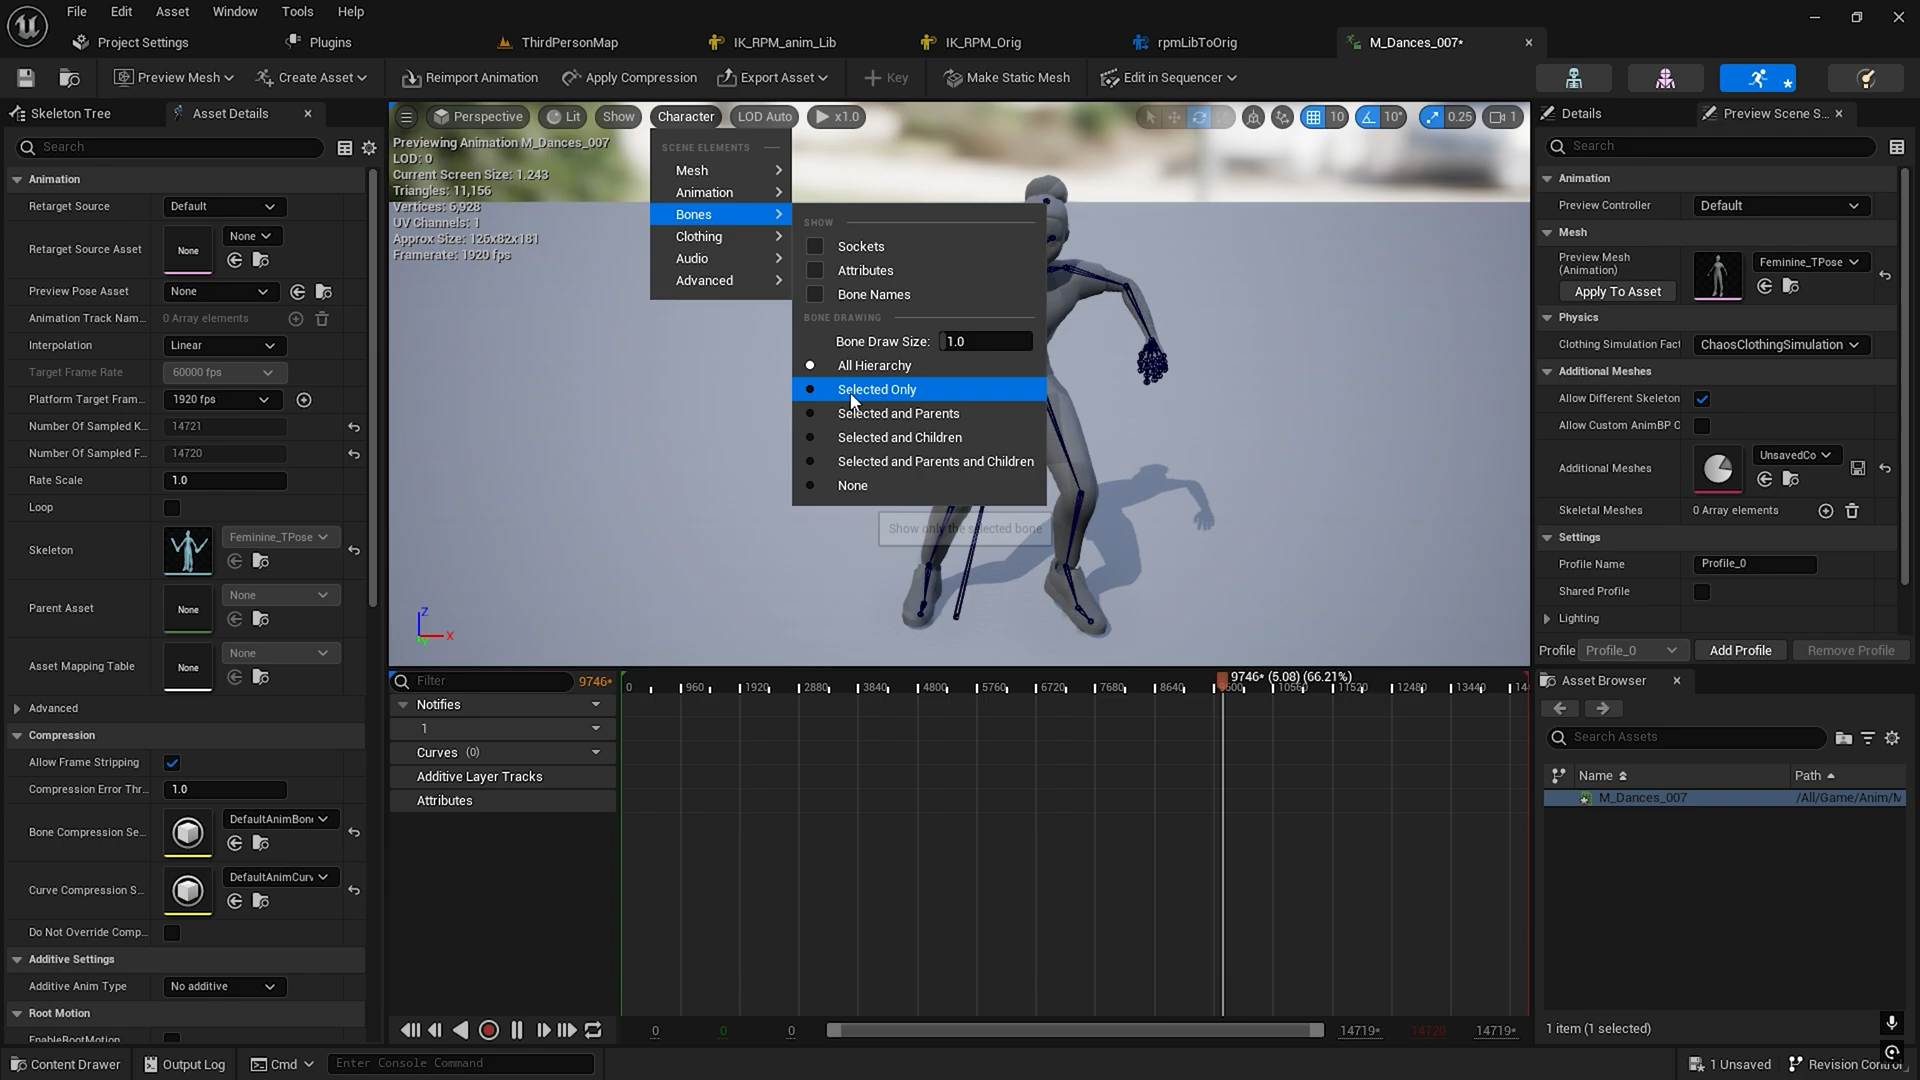 File Edit Asset Window Tools Help
Project Settings Plugins ThirdPersonMap IK_RPM_anim_Lib IK_RPM_Orig rpmLibToOrig M_Dances_007*
Preview Mesh Create Asset Reimport Animation Apply Compression Export Asset Key Make Static Mesh Edit in Sequencer
Skeleton Tree Asset Details
Search
Animation
Retarget Source Default
Retarget Source Asset None None
Preview Pose Asset None
Animation Track Nam... 0 Array elements
Interpolation Linear
Target Frame Rate 60000 fps
Platform Target Fram... 1920 fps
Number Of Sampled K... 14721
Number Of Sampled F... 14720
Rate Scale 1.0
Loop
Skeleton Feminine_TPose
Parent Asset None None
Asset Mapping Table None None
Advanced
Compression
Allow Frame Stripping
Compression Error Thr... 1.0
Bone Compression Se... DefaultAnimBon
Curve Compression S... DefaultAnimCurv
Do Not Override Comp...
Additive Settings
Additive Anim Type No additive
Root Motion
EnableRootMotion
Perspective Lit Show Character LOD Auto x1.0 10 10° 0.25 1
Previewing Animation M_Dances_007
LOD: 0
Current Screen Size: 1.243
Triangles: 11,156
Vertices: 6,928
UV Channels: 1
Approx Size: 126x82x181
Framerate: 1920 fps
SCENE ELEMENTS
Mesh
Animation
Bones
Clothing
Audio
Advanced
SHOW
Sockets
Attributes
Bone Names
BONE DRAWING
Bone Draw Size: 1.0
All Hierarchy
Selected Only
Selected and Parents
Selected and Children
Selected and Parents and Children
None
Show only the selected bone
Z
X
Filter 9746*
9746* (5.08) (66.21%)
0 960 1920 2880 3840 4800 5760 6720 7680 8640 9600 10560 11520 12480 13440 14
Notifies
1
Curves (0)
Additive Layer Tracks
Attributes
0 0 0 14719* 14720 14719*
Details Preview Scene S...
Search
Animation
Preview Controller Default
Mesh
Preview Mesh
(Animation)
Feminine_TPose
Apply To Asset
Physics
Clothing Simulation Fact ChaosClothingSimulation
Additional Meshes
Allow Different Skeleton
Allow Custom AnimBP O
Additional Meshes UnsavedCo
Skeletal Meshes 0 Array elements
Settings
Profile Name Profile_0
Shared Profile
Lighting
Profile Profile_0 Add Profile Remove Profile
Asset Browser
Search Assets
Name Path
M_Dances_007 /All/Game/Anim/M
1 item (1 selected)
Content Drawer Output Log Cmd Enter Console Command 1 Unsaved Revision Control